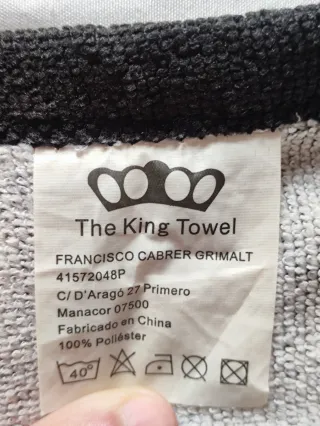 The King Towel
FRANCISCO CABRER GRIMALT
41572048P
C/ D'Aragó 27 Primero
Manacor 07500
Fabricado en China
100% Poliéster
40°